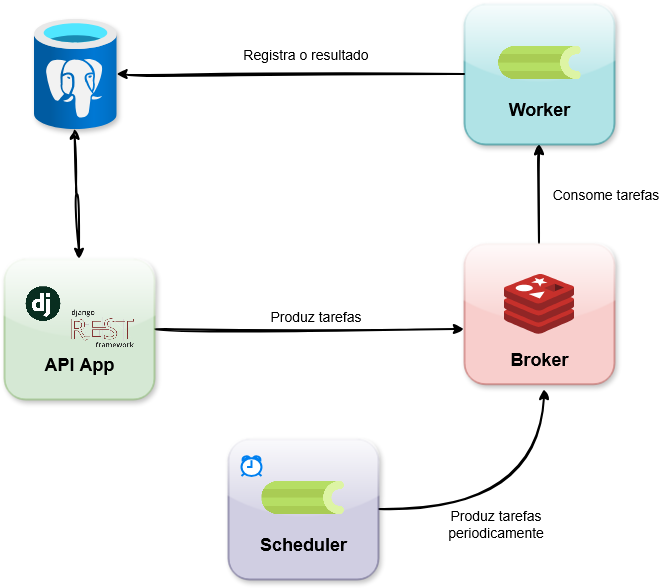 Registra o resultado
Worker
Consome tarefas
dj
django
REST
framework
API App
Produz tarefas
Broker
Scheduler
Produz tarefas
periodicamente